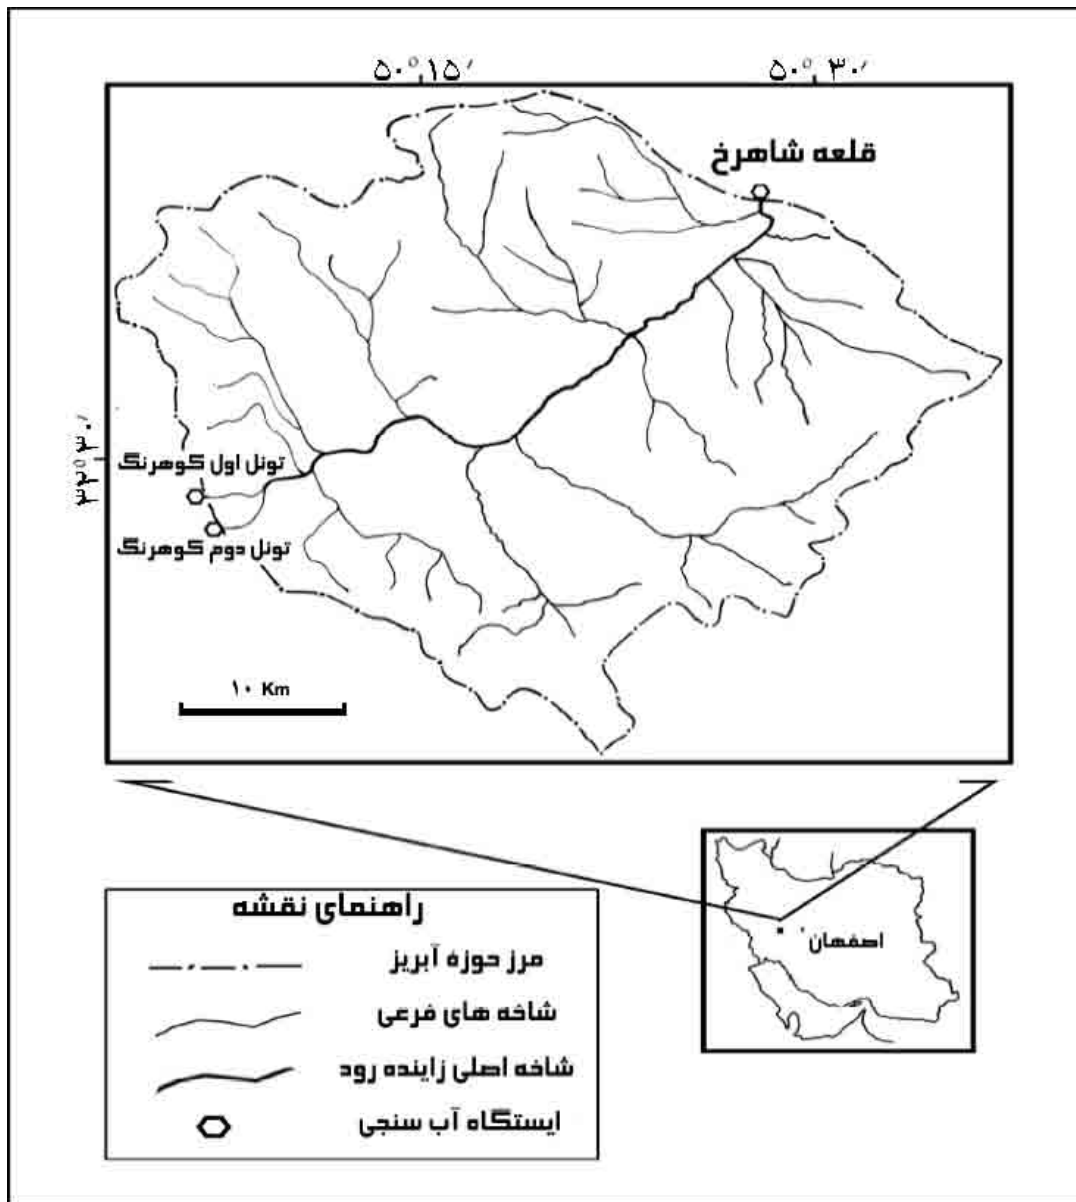 ۵۰° ۱۵′
۵۰° ۳۰′
قلعه شاهرخ
۳۳° ۳۰′
تونل اول کوهرنگ
تونل دوم کوهرنگ
۱۰ Km
اصفهان
راهنمای نقشه
مرز حوزه آبریز
شاخه های فرعی
شاخه اصلی زاینده رود
ایستگاه آب سنجی